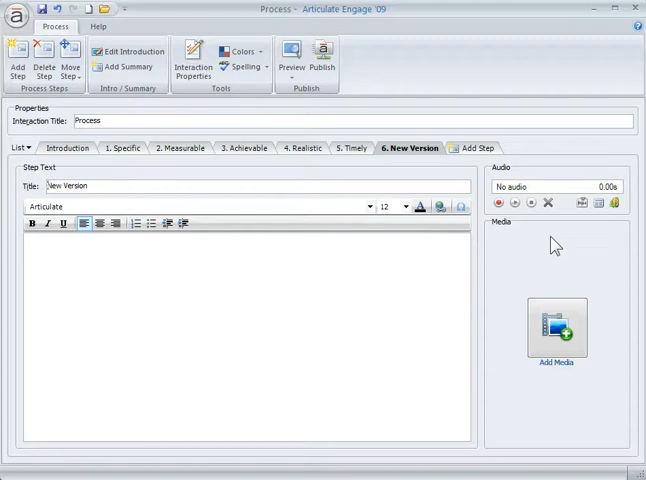 Process - Articulate Engage '09
Process Help
Add Step
Delete Step
Move Step
Edit Introduction
Add Summary
Interaction Properties
Colors
Spelling
Preview
Publish
Process Steps
Intro / Summary
Tools
Publish
Properties
Interaction Title: Process
List Introduction 1. Specific 2. Measurable 3. Achievable 4. Realistic 5. Timely 6. New Version Add Step
Step Text
Title: New Version
Articulate 12 A Ω
B I U
Audio
No audio 0.00s
Media
Add Media